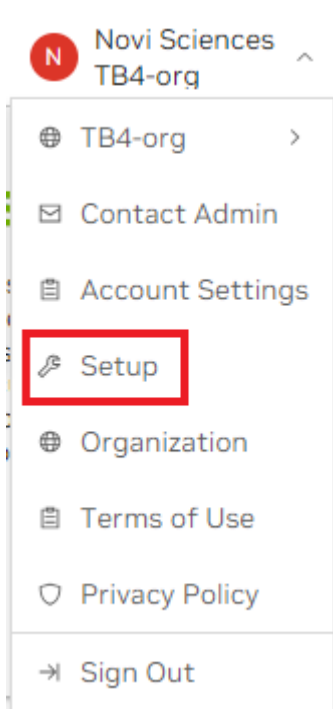 N
Novi Sciences
TB4-org
TB4-org
Contact Admin
Account Settings
Setup
Organization
Terms of Use
Privacy Policy
Sign Out